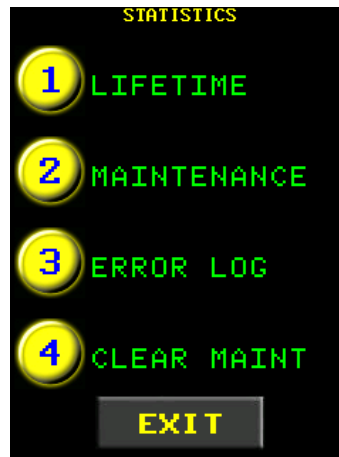 STATISTICS
1 LIFETIME
2 MAINTENANCE
3 ERROR LOG
4 CLEAR MAINT
EXIT